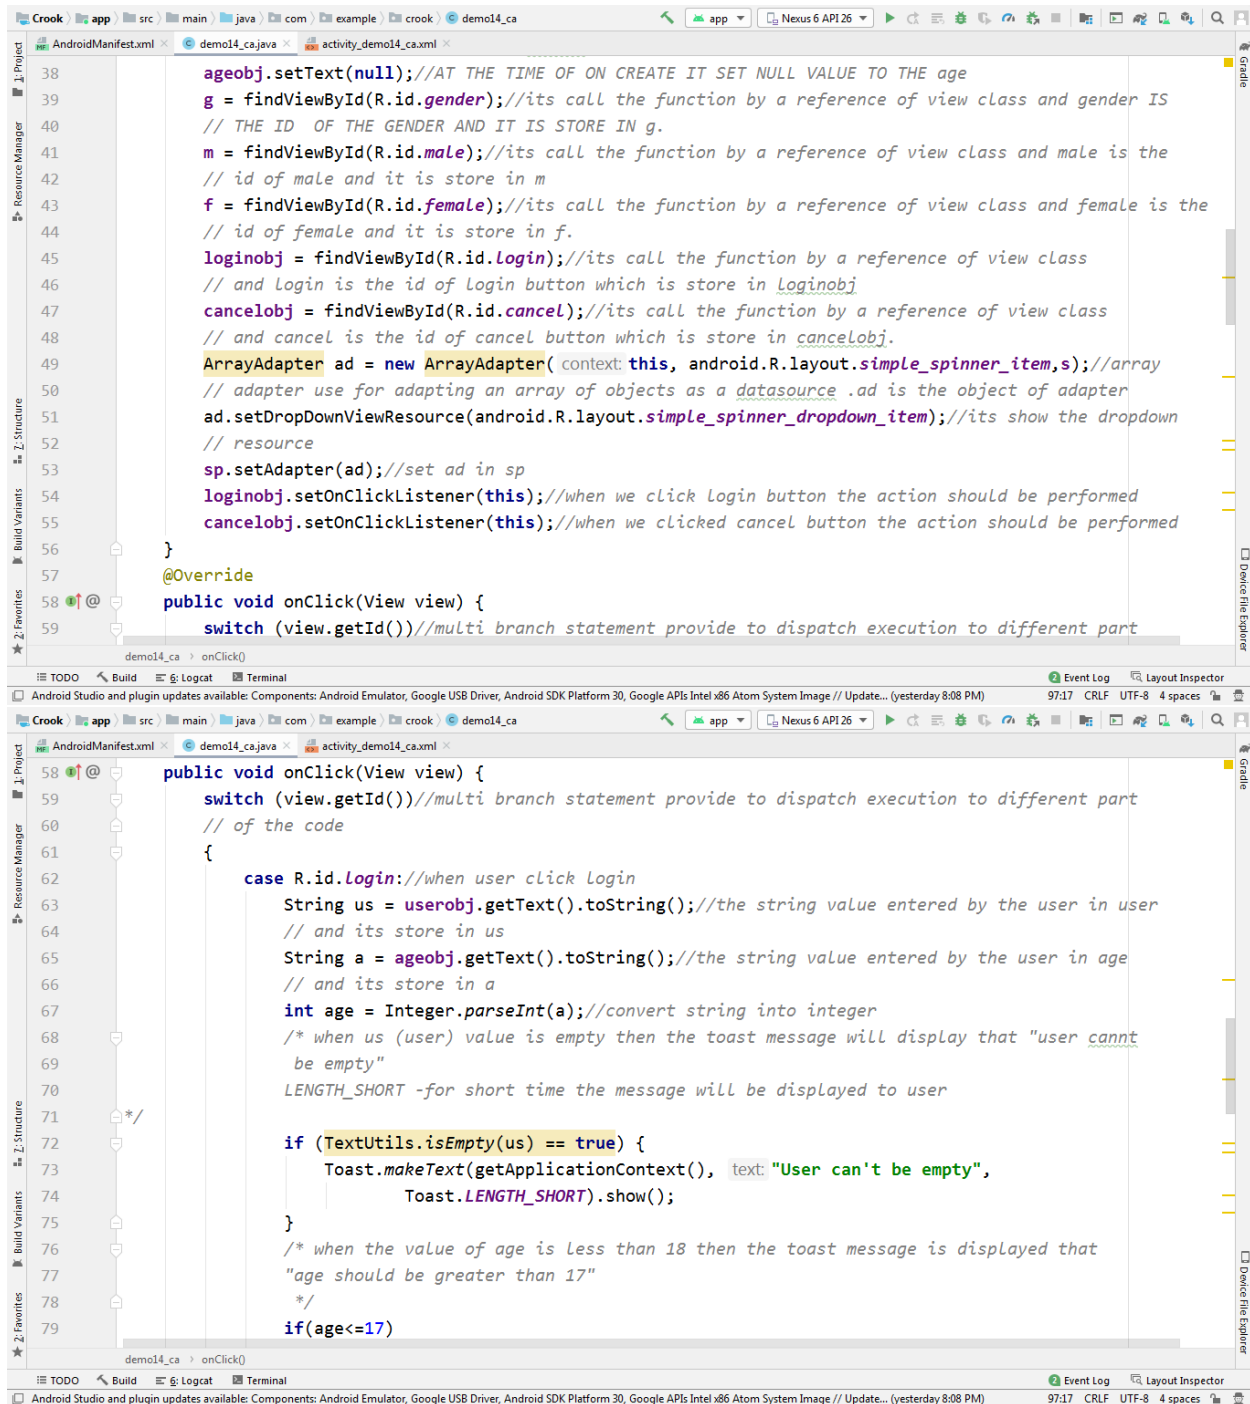 Crook app src main java com example crook demo14_ca app Nexus 6 API 26
AndroidManifest.xml demo14_ca.java activity_demo14_ca.xml
1: Project
Resource Manager
Z: Structure
Build Variants
2: Favorites
Gradle
Device File Explorer
38 ageobj.setText(null);//AT THE TIME OF ON CREATE IT SET NULL VALUE TO THE age
39 g = findViewById(R.id.gender);//its call the function by a reference of view class and gender IS
40 // THE ID  OF THE GENDER AND IT IS STORE IN g.
41 m = findViewById(R.id.male);//its call the function by a reference of view class and male is the
42 // id of male and it is store in m
43 f = findViewById(R.id.female);//its call the function by a reference of view class and female is the
44 // id of female and it is store in f.
45 loginobj = findViewById(R.id.login);//its call the function by a reference of view class
46 // and login is the id of login button which is store in loginobj
47 cancelobj = findViewById(R.id.cancel);//its call the function by a reference of view class
48 // and cancel is the id of cancel button which is store in cancelobj.
49 ArrayAdapter ad = new ArrayAdapter( context: this, android.R.layout.simple_spinner_item,s);//array
50 // adapter use for adapting an array of objects as a datasource .ad is the object of adapter
51 ad.setDropDownViewResource(android.R.layout.simple_spinner_dropdown_item);//its show the dropdown
52 // resource
53 sp.setAdapter(ad);//set ad in sp
54 loginobj.setOnClickListener(this);//when we click login button the action should be performed
55 cancelobj.setOnClickListener(this);//when we clicked cancel button the action should be performed
56 }
57 @Override
58 @ public void onClick(View view) {
59 switch (view.getId())//multi branch statement provide to dispatch execution to different part
demo14_ca > onClick()
TODO Build 6: Logcat Terminal 2 Event Log Layout Inspector
Android Studio and plugin updates available: Components: Android Emulator, Google USB Driver, Android SDK Platform 30, Google APIs Intel x86 Atom System Image // Update... (yesterday 8:08 PM) 97:17 CRLF UTF-8 4 spaces
Crook app src main java com example crook demo14_ca app Nexus 6 API 26
AndroidManifest.xml demo14_ca.java activity_demo14_ca.xml
1: Project
Resource Manager
Z: Structure
Build Variants
2: Favorites
Gradle
Device File Explorer
58 @ public void onClick(View view) {
59 switch (view.getId())//multi branch statement provide to dispatch execution to different part
60 // of the code
61 {
62 case R.id.login://when user click login
63 String us = userobj.getText().toString();//the string value entered by the user in user
64 // and its store in us
65 String a = ageobj.getText().toString();//the string value entered by the user in age
66 // and its store in a
67 int age = Integer.parseInt(a);//convert string into integer
68 /* when us (user) value is empty then the toast message will display that "user cannt
69 be empty"
70 LENGTH_SHORT -for short time the message will be displayed to user
71 */
72 if (TextUtils.isEmpty(us) == true) {
73 Toast.makeText(getApplicationContext(), text: "User can't be empty",
74 Toast.LENGTH_SHORT).show();
75 }
76 /* when the value of age is less than 18 then the toast message is displayed that
77 "age should be greater than 17"
78 */
79 if(age<=17)
demo14_ca > onClick()
TODO Build 6: Logcat Terminal 2 Event Log Layout Inspector
Android Studio and plugin updates available: Components: Android Emulator, Google USB Driver, Android SDK Platform 30, Google APIs Intel x86 Atom System Image // Update... (yesterday 8:08 PM) 97:17 CRLF UTF-8 4 spaces